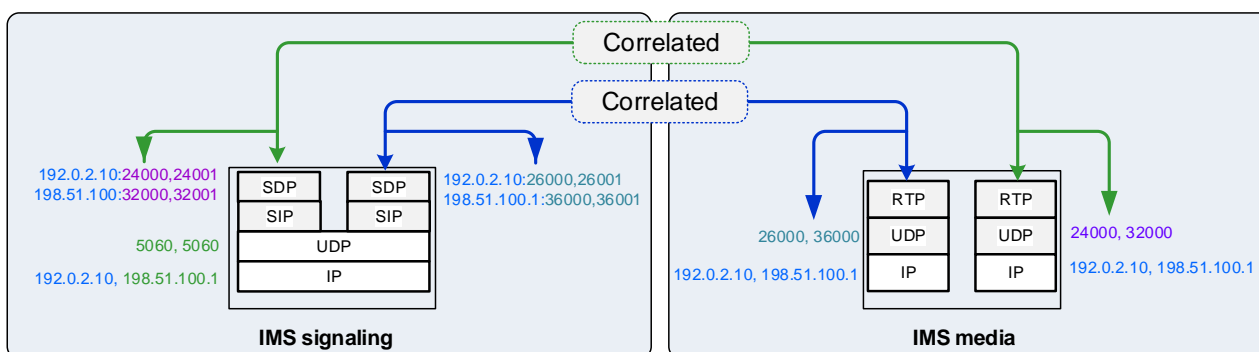 Correlated
Correlated
192.0.2.10:24000,24001
198.51.100:32000,32001
192.0.2.10:26000,26001
198.51.100.1:36000,36001
SDP
SDP
SIP
SIP
5060, 5060
UDP
192.0.2.10, 198.51.100.1
IP
IMS signaling
RTP
RTP
26000, 36000
UDP
UDP
24000, 32000
192.0.2.10, 198.51.100.1
IP
IP
192.0.2.10, 198.51.100.1
IMS media